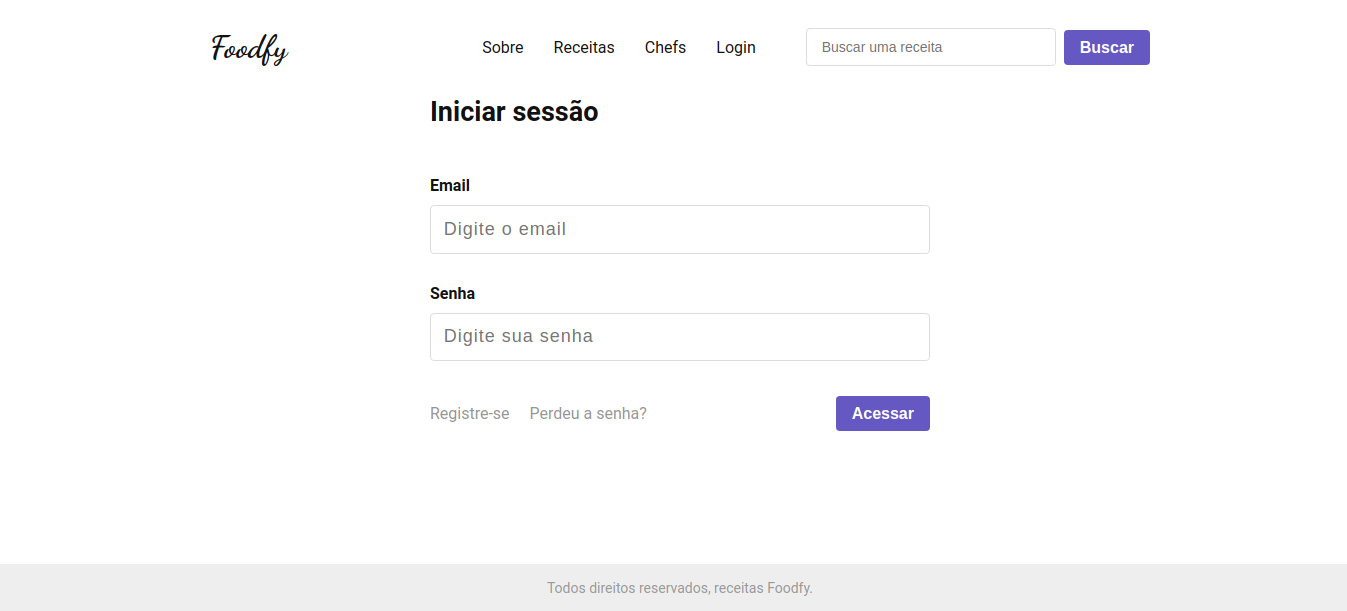 Foodfy Sobre Receitas Chefs Login Buscar uma receita Buscar
Iniciar sessão
Email
Digite o email
Senha
Digite sua senha
Registre-se Perdeu a senha? Acessar
Todos direitos reservados, receitas Foodfy.